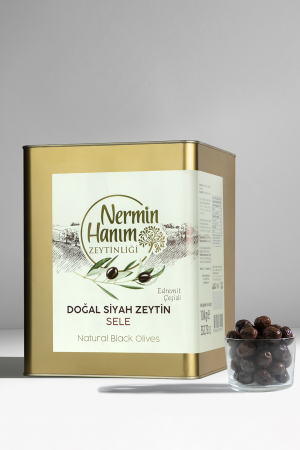 Nermin
Hanım
ZEYTİNLİĞİ
Edremit
Çeşidi
DOĞAL SİYAH ZEYTİN
SELE
Natural Black Olives